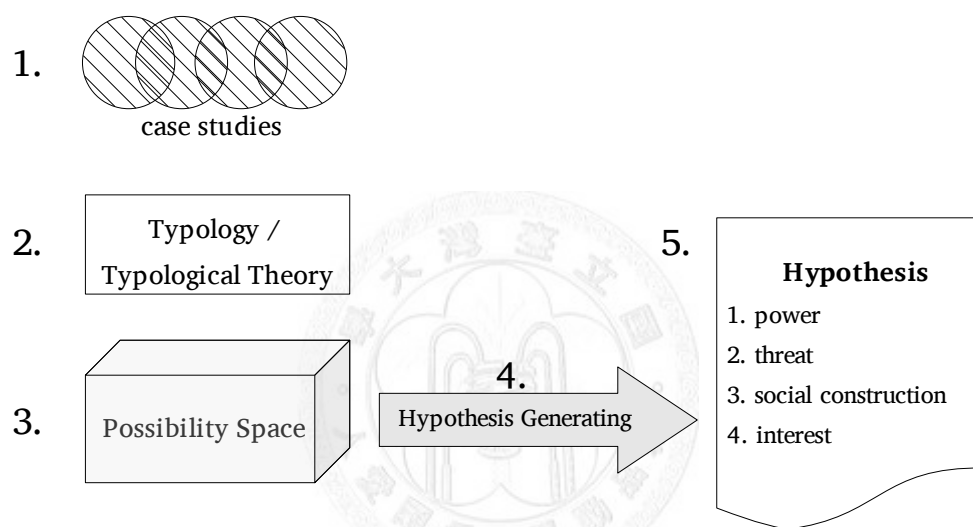 1.
case studies
2.
Typology /
Typological Theory
3.
Possibility Space
4.
Hypothesis Generating
5.
Hypothesis
1. power
2. threat
3. social construction
4. interest